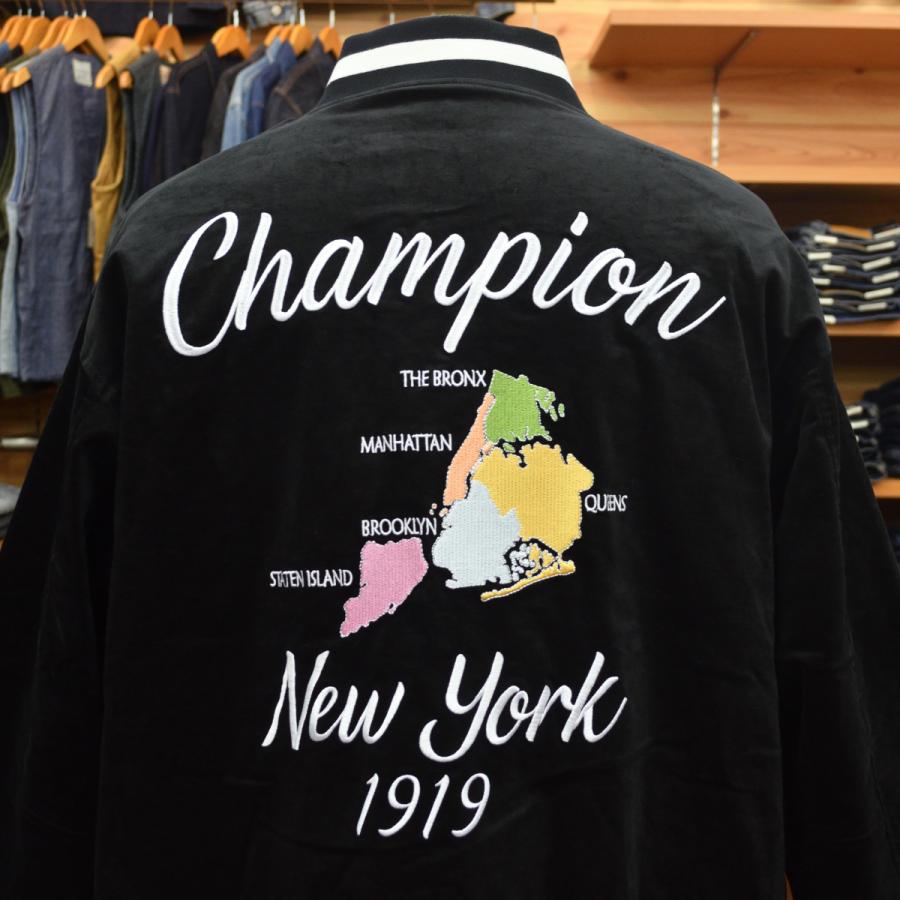 Champion
THE BRONX
MANHATTAN
QUEENS
BROOKLYN
STATEN ISLAND
New York
1919